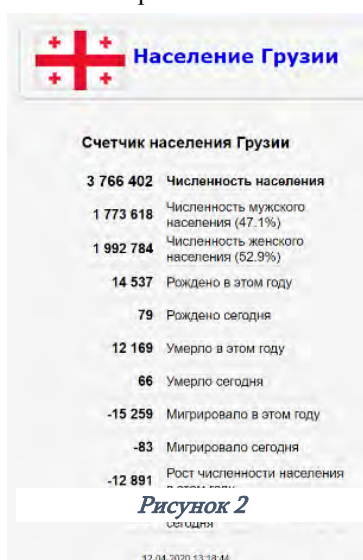 Население Грузии
Счетчик населения Грузии
3 766 402 Численность населения
1 773 618 Численность мужского
населения (47.1%)
1 992 784 Численность женского
населения (52.9%)
14 537 Рождено в этом году
79 Рождено сегодня
12 169 Умерло в этом году
66 Умерло сегодня
-15 259 Мигрировало в этом году
-83 Мигрировало сегодня
-12 891 Рост численности населения
в этом году
Рисунок 2
сегодня
12-04-2020 13:18:44